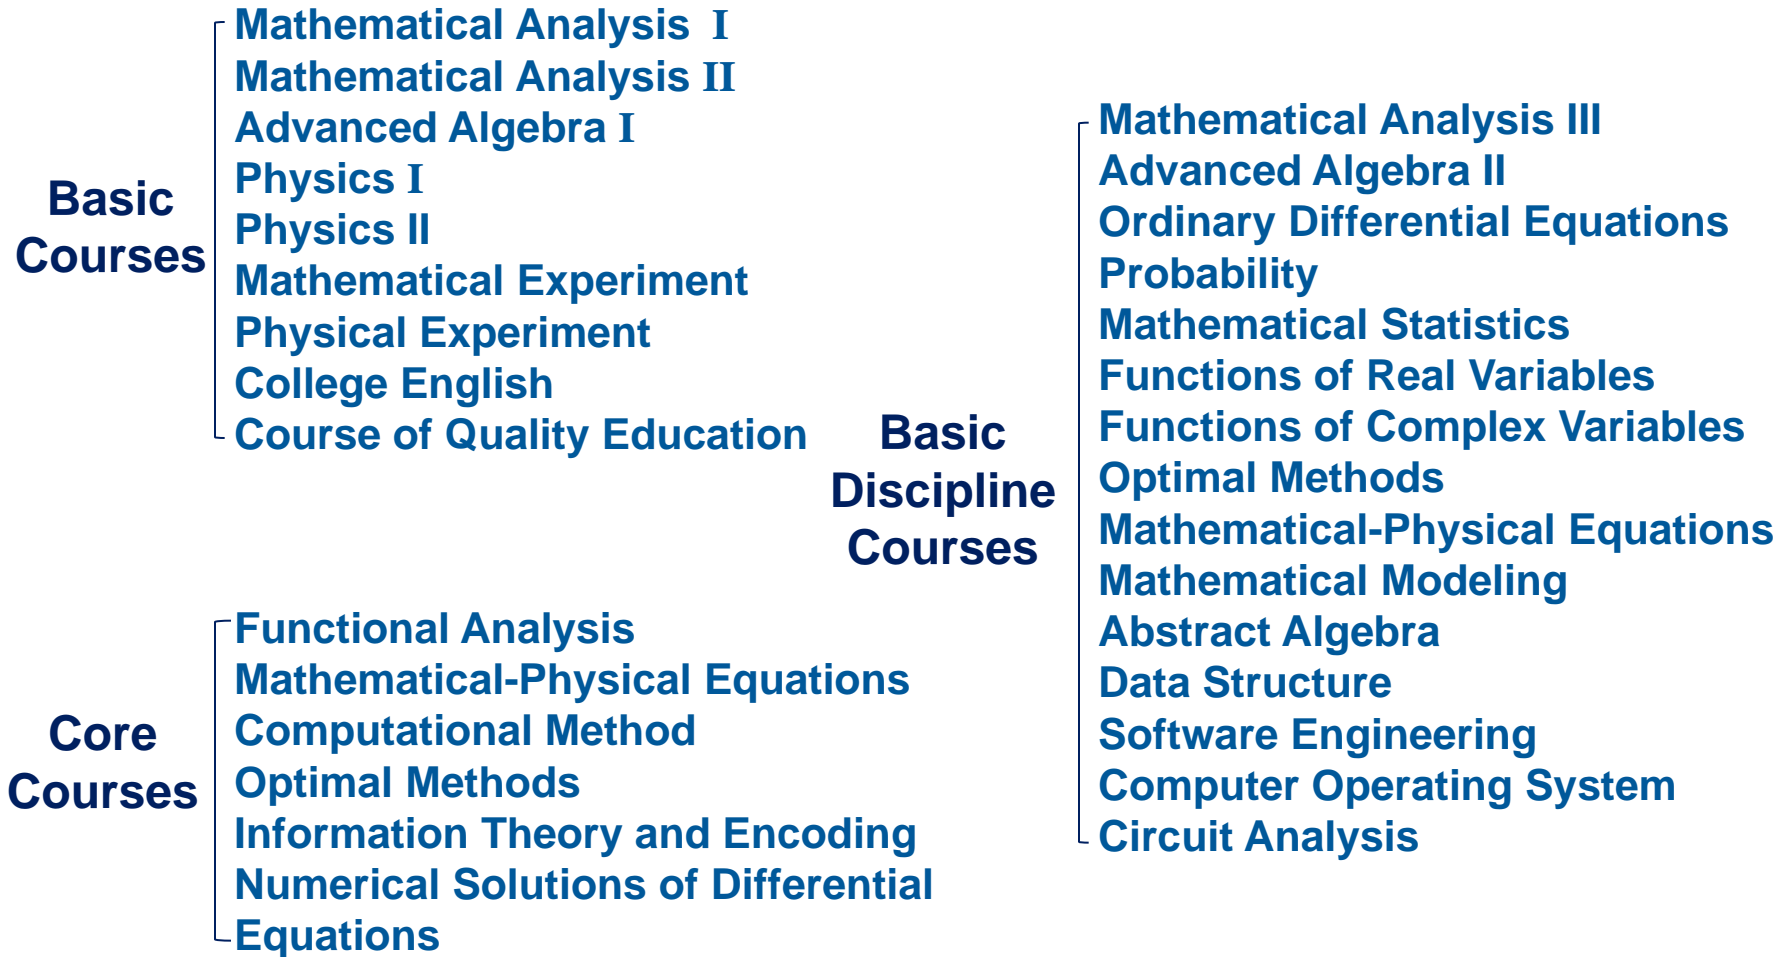 Basic
Courses
Mathematical Analysis I
Mathematical Analysis II
Advanced Algebra I
Physics I
Physics II
Mathematical Experiment
Physical Experiment
College English
Course of Quality Education
Core
Courses
Functional Analysis
Mathematical-Physical Equations
Computational Method
Optimal Methods
Information Theory and Encoding
Numerical Solutions of Differential
Equations
Basic
Discipline
Courses
Mathematical Analysis III
Advanced Algebra II
Ordinary Differential Equations
Probability
Mathematical Statistics
Functions of Real Variables
Functions of Complex Variables
Optimal Methods
Mathematical-Physical Equations
Mathematical Modeling
Abstract Algebra
Data Structure
Software Engineering
Computer Operating System
Circuit Analysis